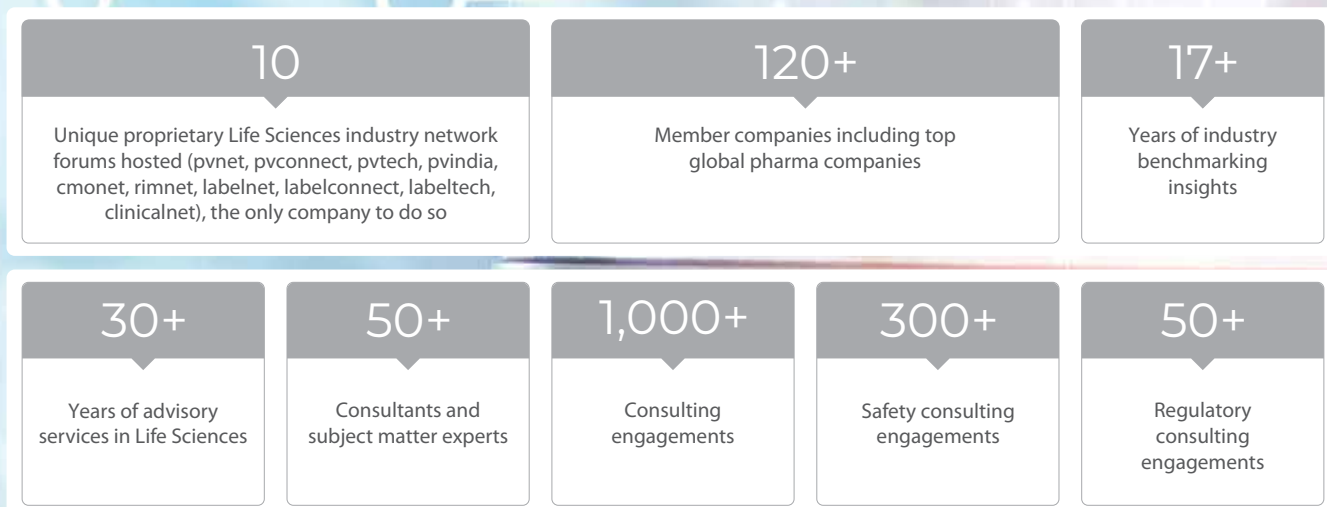 10
Unique proprietary Life Sciences industry network
forums hosted (pvnet, pvconnect, pvtech, pvindia,
cmonet, rimnet, labelnet, labelconnect, labeltech,
clinicalnet), the only company to do so
120+
Member companies including top
global pharma companies
17+
Years of industry
benchmarking
insights
30+
Years of advisory
services in Life Sciences
50+
Consultants and
subject matter experts
1,000+
Consulting
engagements
300+
Safety consulting
engagements
50+
Regulatory
consulting
engagements